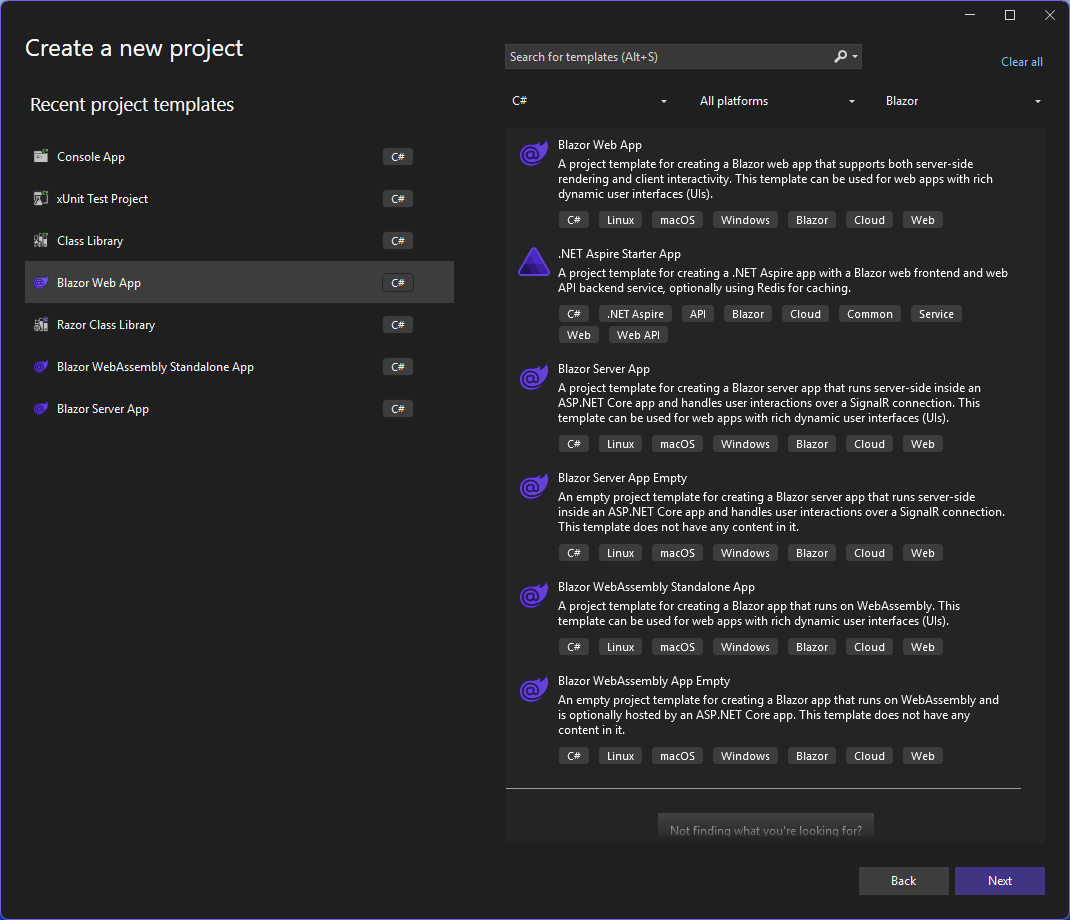 Create a new project
Search for templates (Alt+S)
Clear all
Recent project templates
C#
All platforms
Blazor
Console App
C#
xUnit Test Project
C#
Class Library
C#
Blazor Web App
C#
Razor Class Library
C#
Blazor WebAssembly Standalone App
C#
Blazor Server App
C#
Blazor Web App
A project template for creating a Blazor web app that supports both server-side
rendering and client interactivity. This template can be used for web apps with rich
dynamic user interfaces (UIs).
C# Linux macOS Windows Blazor Cloud Web
.NET Aspire Starter App
A project template for creating a .NET Aspire app with a Blazor web frontend and web
API backend service, optionally using Redis for caching.
C# .NET Aspire API Blazor Cloud Common Service
Web Web API
Blazor Server App
A project template for creating a Blazor server app that runs server-side inside an
ASP.NET Core app and handles user interactions over a SignalR connection. This
template can be used for web apps with rich dynamic user interfaces (UIs).
C# Linux macOS Windows Blazor Cloud Web
Blazor Server App Empty
An empty project template for creating a Blazor server app that runs server-side
inside an ASP.NET Core app and handles user interactions over a SignalR connection.
This template does not have any content in it.
C# Linux macOS Windows Blazor Cloud Web
Blazor WebAssembly Standalone App
A project template for creating a Blazor app that runs on WebAssembly. This
template can be used for web apps with rich dynamic user interfaces (UIs).
C# Linux macOS Windows Blazor Cloud Web
Blazor WebAssembly App Empty
An empty project template for creating a Blazor app that runs on WebAssembly and
is optionally hosted by an ASP.NET Core app. This template does not have any
content in it.
C# Linux macOS Windows Blazor Cloud Web
Not finding what you're looking for?
Back
Next